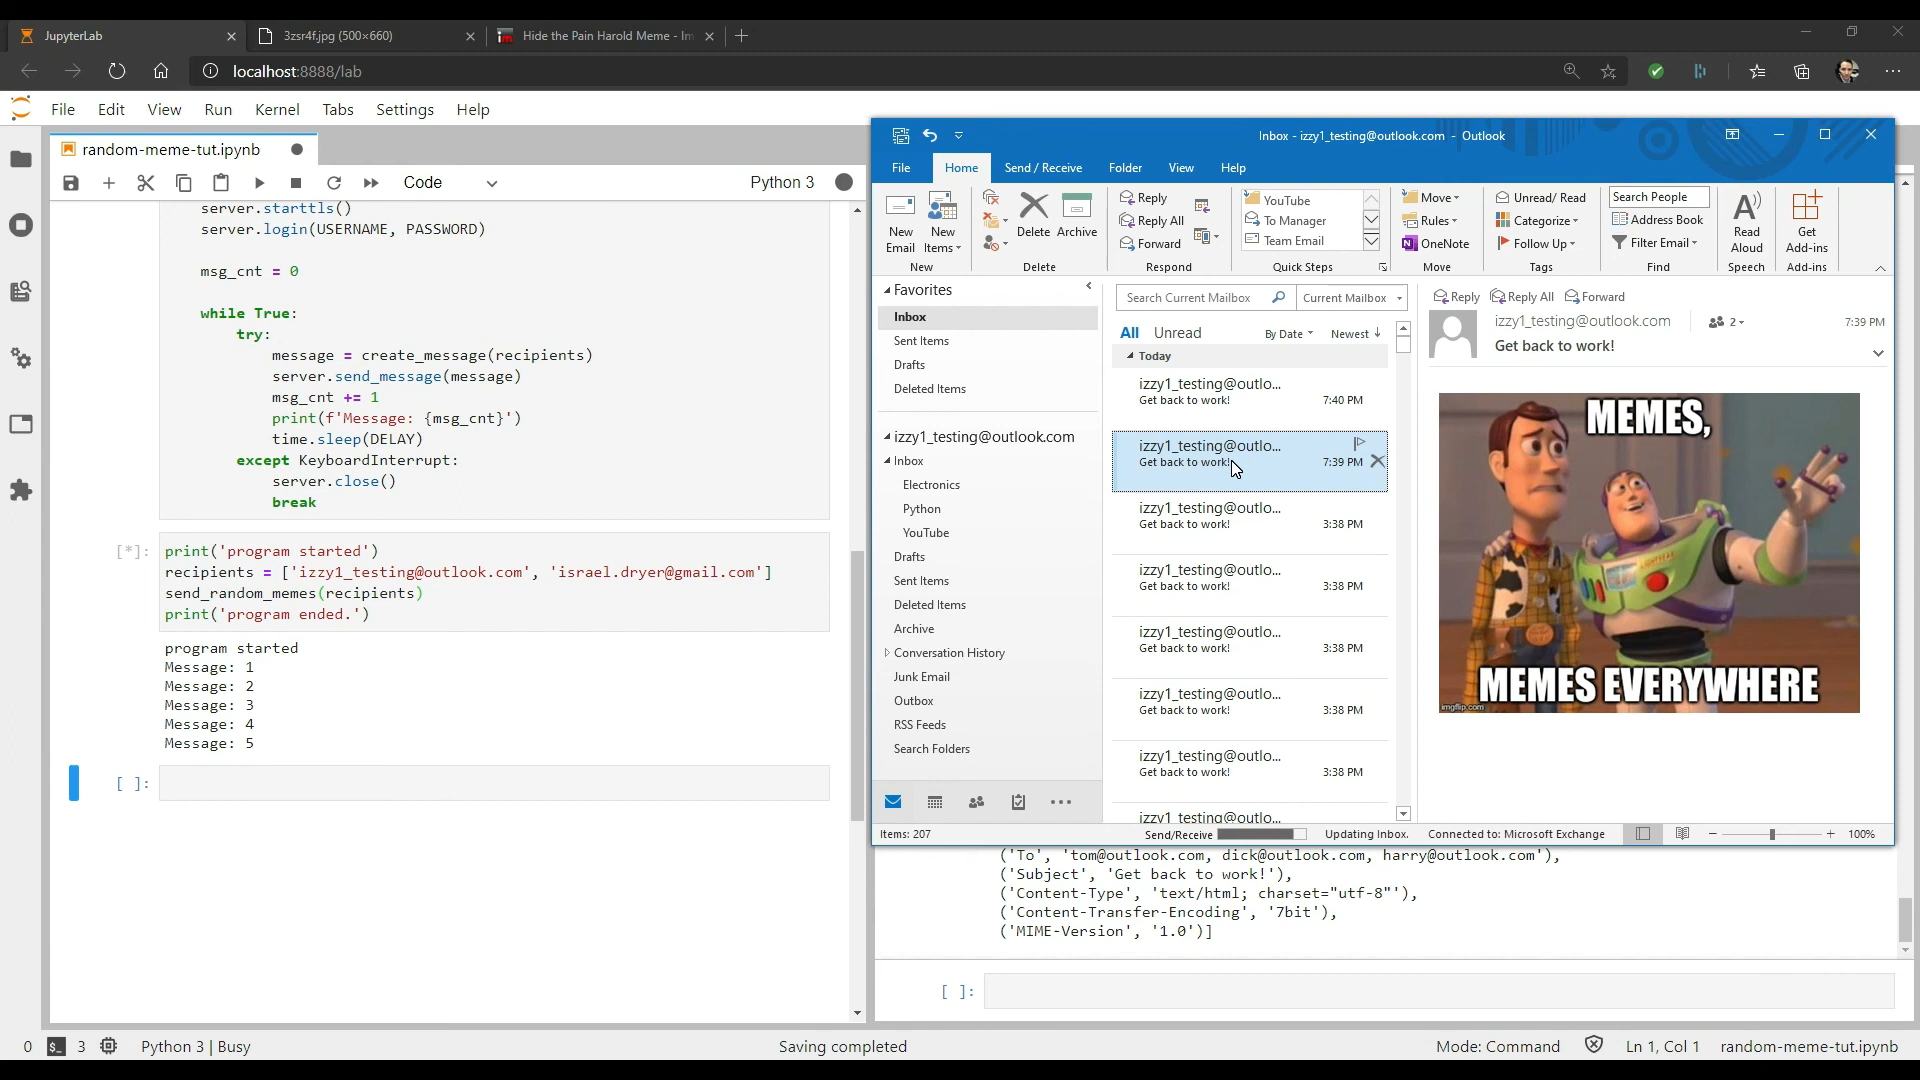 JupyterLab
3zsr4f.jpg (500×660)
Hide the Pain Harold Meme - Im
localhost:8888/lab
File Edit View Run Kernel Tabs Settings Help
random-meme-tut.ipynb
Code
Python 3
server.starttls()
server.login(USERNAME, PASSWORD)
msg_cnt = 0
while True:
try:
message = create_message(recipients)
server.send_message(message)
msg_cnt += 1
print(f'Message: {msg_cnt}')
time.sleep(DELAY)
except KeyboardInterrupt:
server.close()
break
[*]:
print('program started')
recipients = ['izzy1_testing@outlook.com', 'israel.dryer@gmail.com']
send_random_memes(recipients)
print('program ended.')
program started
Message: 1
Message: 2
Message: 3
Message: 4
Message: 5
[ ]:
Inbox - izzy1_testing@outlook.com - Outlook
File Home Send / Receive Folder View Help
New Email
New Items
New
Delete
Archive
Delete
Reply
Reply All
Forward
Respond
YouTube
To Manager
Team Email
Quick Steps
Move
Rules
OneNote
Move
Unread/ Read
Categorize
Follow Up
Tags
Search People
Address Book
Filter Email
Find
Read Aloud
Speech
Get Add-ins
Add-ins
Favorites
Inbox
Sent Items
Drafts
Deleted Items
izzy1_testing@outlook.com
Inbox
Electronics
Python
YouTube
Drafts
Sent Items
Deleted Items
Archive
Conversation History
Junk Email
Outbox
RSS Feeds
Search Folders
Search Current Mailbox
Current Mailbox
All Unread
By Date
Newest
Today
izzy1_testing@outlo...
Get back to work! 7:40 PM
izzy1_testing@outlo...
Get back to work! 7:39 PM
izzy1_testing@outlo...
Get back to work! 3:38 PM
izzy1_testing@outlo...
Get back to work! 3:38 PM
izzy1_testing@outlo...
Get back to work! 3:38 PM
izzy1_testing@outlo...
Get back to work! 3:38 PM
izzy1_testing@outlo...
Get back to work! 3:38 PM
izzy1_testing@outlo...
Reply Reply All Forward
izzy1_testing@outlook.com
2
7:39 PM
Get back to work!
MEMES,
MEMES EVERYWHERE
imgflip.com
Items: 207
Send/Receive
Updating Inbox.
Connected to: Microsoft Exchange
100%
('To', 'tom@outlook.com, dick@outlook.com, harry@outlook.com'),
('Subject', 'Get back to work!'),
('Content-Type', 'text/html; charset="utf-8"'),
('Content-Transfer-Encoding', '7bit'),
('MIME-Version', '1.0')]
[ ]:
0
3
Python 3 | Busy
Saving completed
Mode: Command
Ln 1, Col 1
random-meme-tut.ipynb